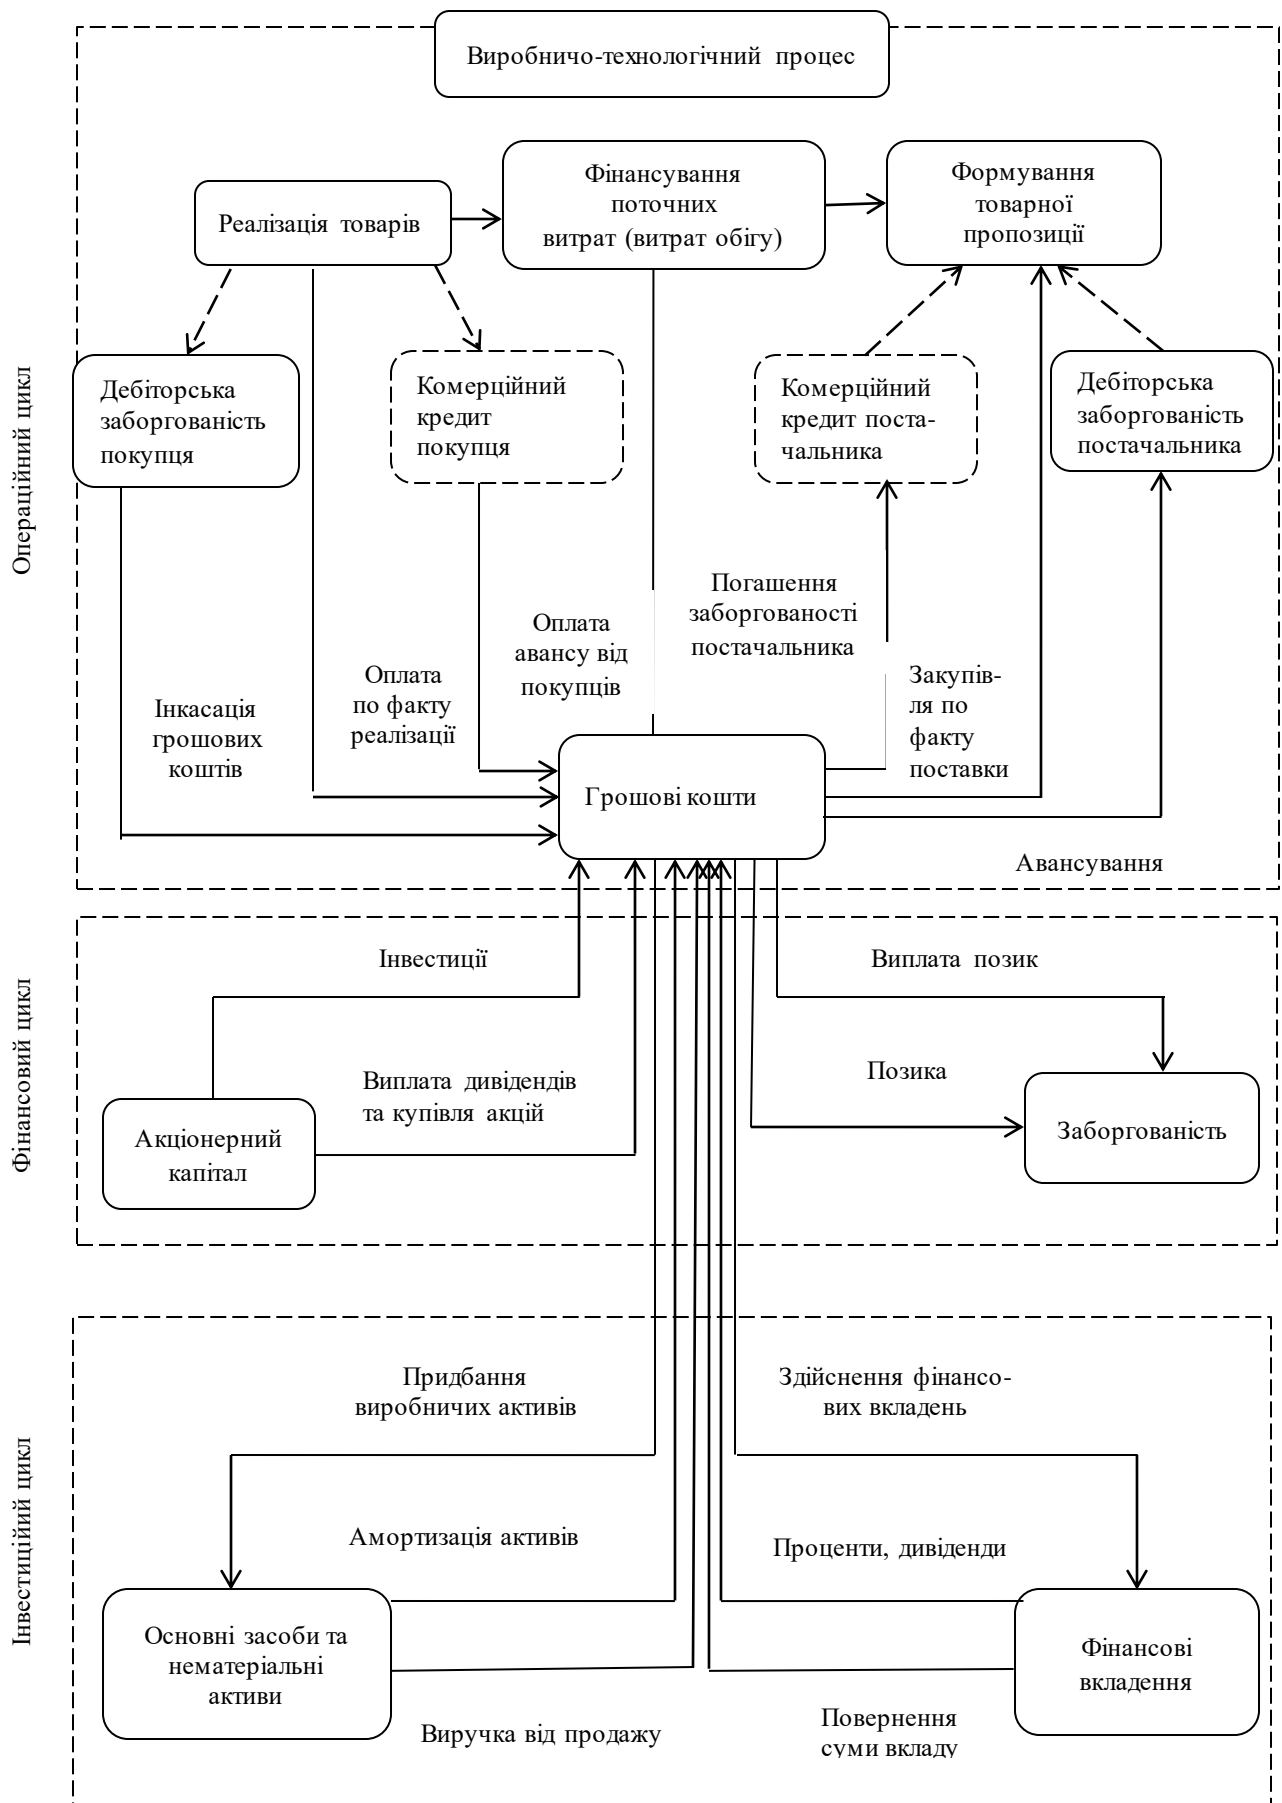 Виробничо-технологічний процес
Реалізація товарів
Фінансування
поточних
витрат (витрат обігу)
Формування
товарної
пропозиції
Операційний цикл
Дебіторська
заборгованість
покупця
Комерційний
кредит
покупця
Комерційний
кредит поста-
чальника
Дебіторська
заборгованість
постачальника
Інкасація
грошових
коштів
Оплата
по факту
реалізації
Оплата
авансу від
покупців
Погашення
заборгованості
постачальника
Закупів-
ля по
факту
поставки
Грошові кошти
Авансування
Фінансовий цикл
Інвестиції
Виплата позик
Виплата дивідендів
та купівля акцій
Позика
Акціонерний
капітал
Заборгованість
Інвестиційий цикл
Придбання
виробничих активів
Здійснення фінансо-
вих вкладень
Амортизація активів
Проценти, дивіденди
Основні засоби та
нематеріальні
активи
Фінансові
вкладення
Виручка від продажу
Повернення
суми вкладу